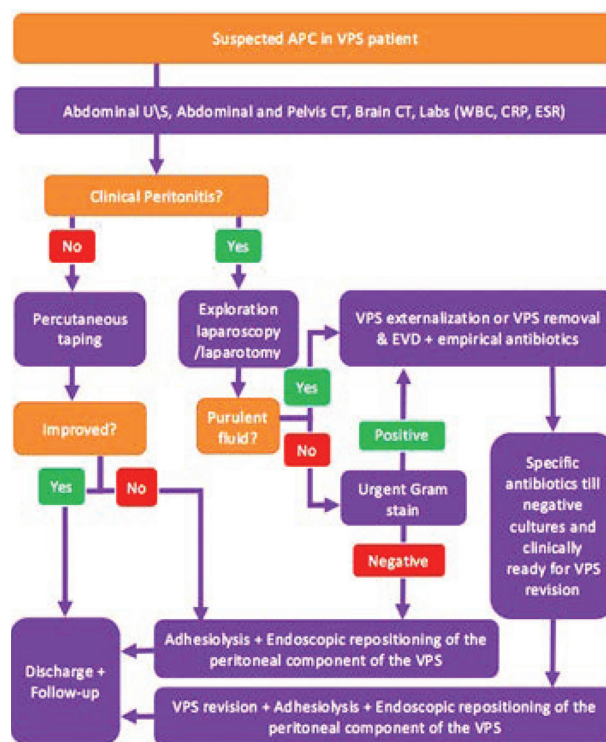 Suspected APC in VPS patient
Abdominal U\S, Abdominal and Pelvis CT, Brain CT, Labs (WBC, CRP, ESR)
Clinical Peritonitis?
No
Yes
Percutaneous
taping
Exploration
laparoscopy
/laparotomy
VPS externalization or VPS removal
& EVD + empirical antibiotics
Improved?
Purulent
fluid?
Yes
No
Positive
Yes
No
Urgent Gram
stain
Specific
antibiotics till
negative
cultures and
clinically
ready for VPS
revision
Negative
Discharge +
Follow-up
Adhesiolysis + Endoscopic repositioning of the
peritoneal component of the VPS
VPS revision + Adhesiolysis + Endoscopic repositioning of the
peritoneal component of the VPS